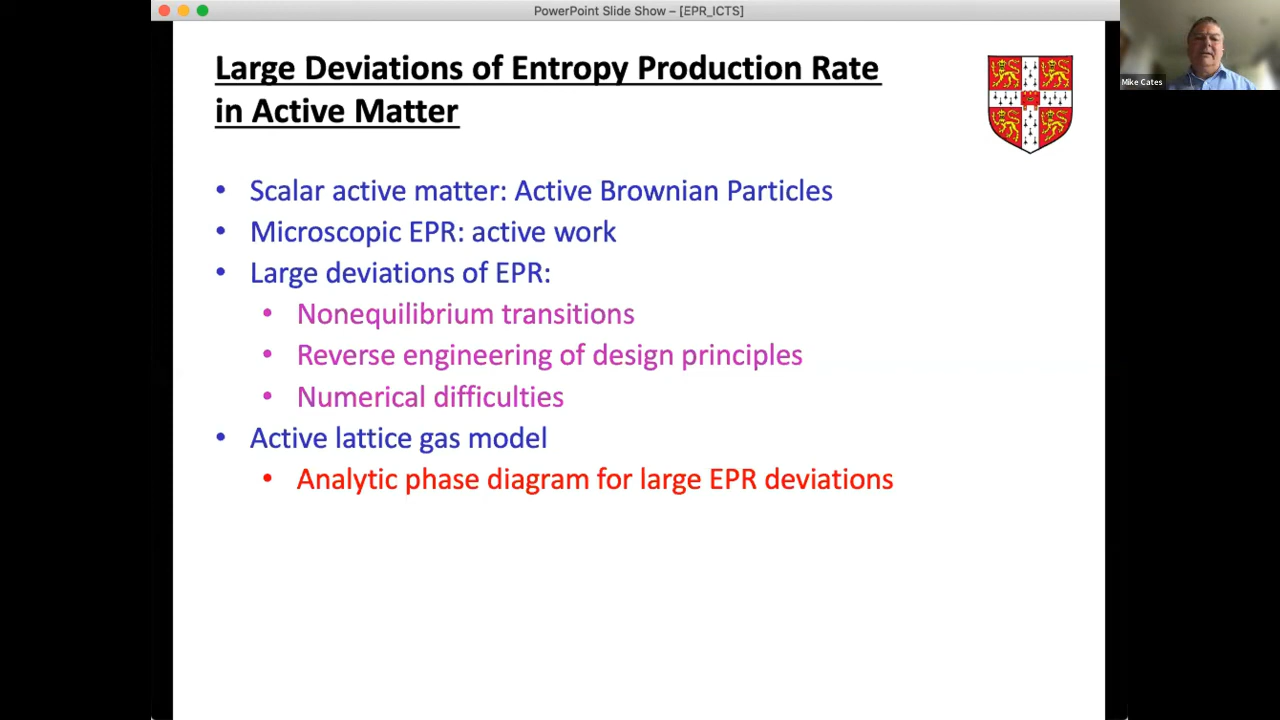 PowerPoint Slide Show – [EPR_ICTS]
Large Deviations of Entropy Production Rate
in Active Matter
Mike Cates
• Scalar active matter: Active Brownian Particles
• Microscopic EPR: active work
• Large deviations of EPR:
• Nonequilibrium transitions
• Reverse engineering of design principles
• Numerical difficulties
• Active lattice gas model
• Analytic phase diagram for large EPR deviations